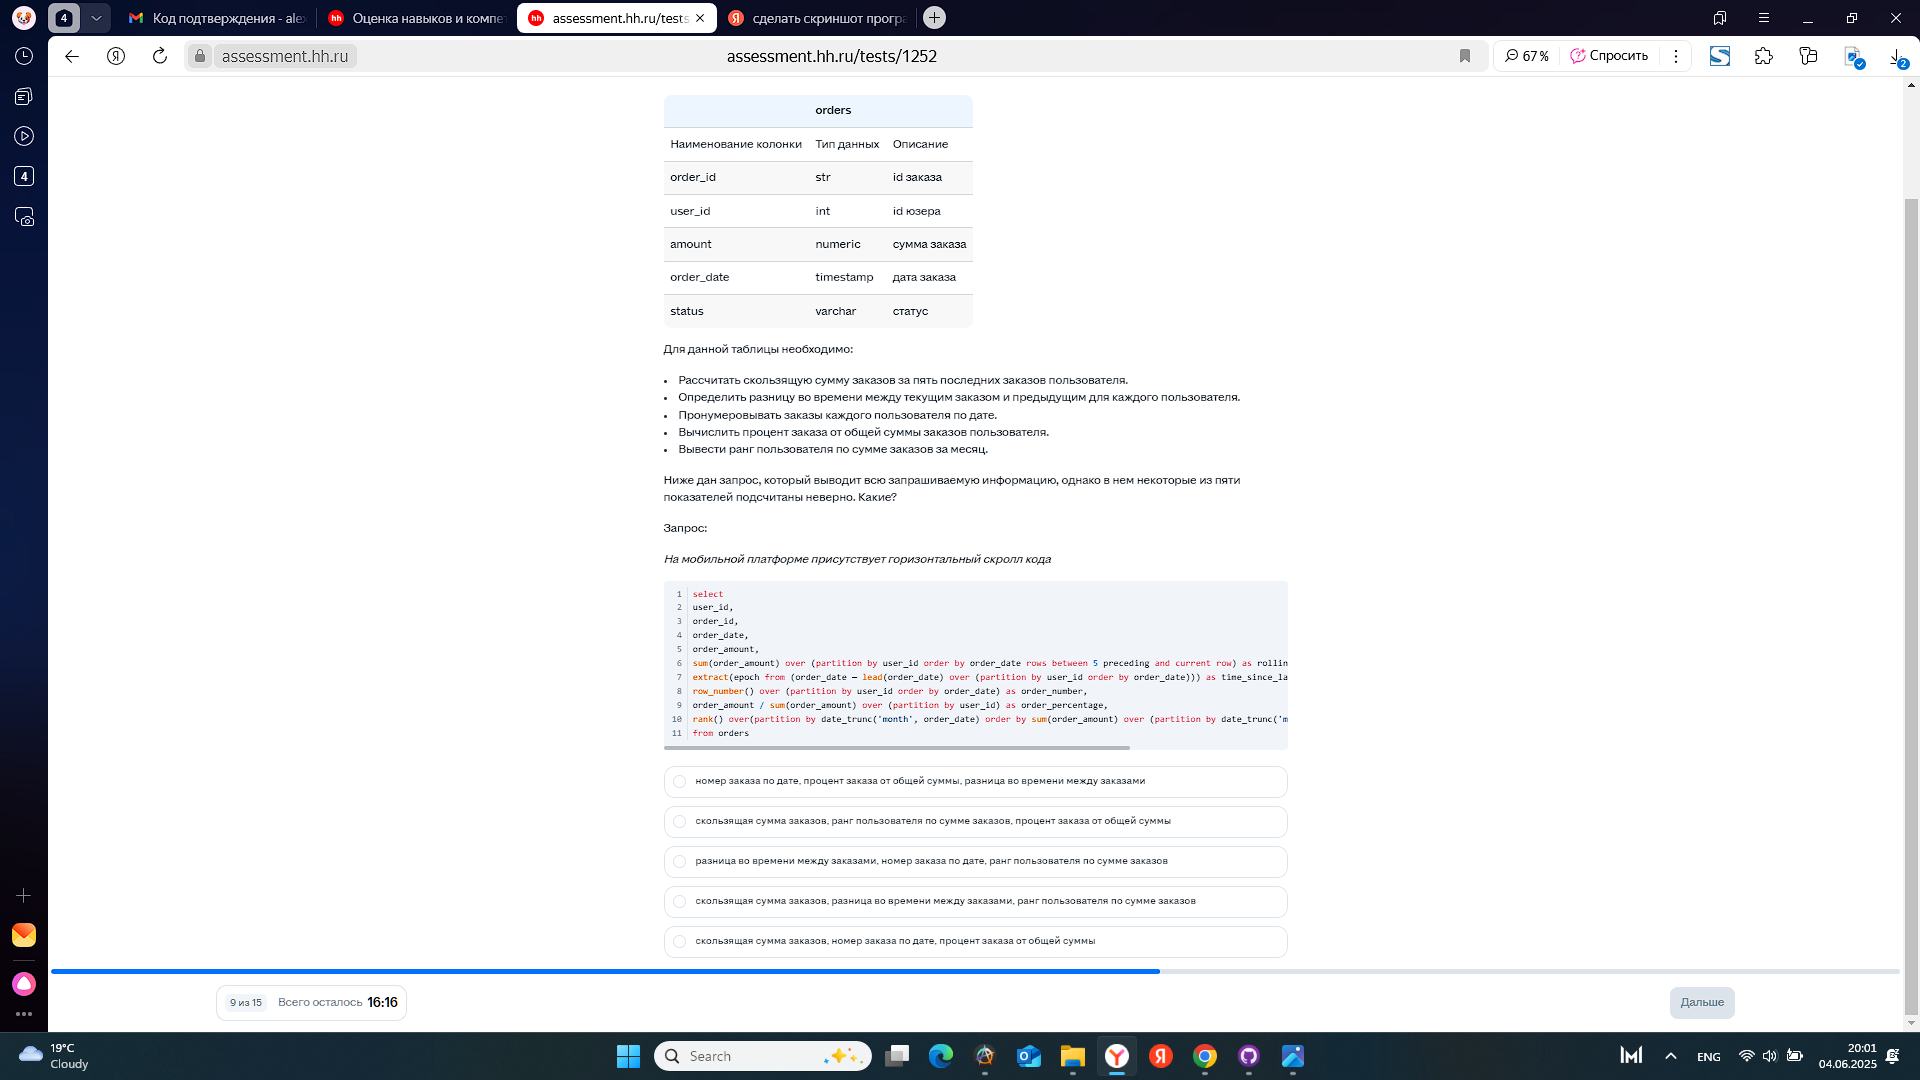 4
Код подтверждения - ale
Оценка навыков и компе
assessment.hh.ru/tests
сделать скриншот прогр
assessment.hh.ru
assessment.hh.ru/tests/1252
67 %
Спросить
2
4
orders
Наименование колонки Тип данных Описание
order_id str id заказа
user_id int id юзера
amount numeric сумма заказа
order_date timestamp дата заказа
status varchar статус
Для данной таблицы необходимо:
• Рассчитать скользящую сумму заказов за пять последних заказов пользователя.
• Определить разницу во времени между текущим заказом и предыдущим для каждого пользователя.
• Пронумеровывать заказы каждого пользователя по дате.
• Вычислить процент заказа от общей суммы заказов пользователя.
• Вывести ранг пользователя по сумме заказов за месяц.
Ниже дан запрос, который выводит всю запрашиваемую информацию, однако в нем некоторые из пяти
показателей подсчитаны неверно. Какие?
Запрос:
На мобильной платформе присутствует горизонтальный скролл кода
1 select
2 user_id,
3 order_id,
4 order_date,
5 order_amount,
6 sum(order_amount) over (partition by user_id order by order_date rows between 5 preceding and current row) as rollin
7 extract(epoch from (order_date – lead(order_date) over (partition by user_id order by order_date))) as time_since_la
8 row_number() over (partition by user_id order by order_date) as order_number,
9 order_amount / sum(order_amount) over (partition by user_id) as order_percentage,
10 rank() over(partition by date_trunc('month', order_date) order by sum(order_amount) over (partition by date_trunc('m
11 from orders
номер заказа по дате, процент заказа от общей суммы, разница во времени между заказами
скользящая сумма заказов, ранг пользователя по сумме заказов, процент заказа от общей суммы
разница во времени между заказами, номер заказа по дате, ранг пользователя по сумме заказов
скользящая сумма заказов, разница во времени между заказами, ранг пользователя по сумме заказов
скользящая сумма заказов, номер заказа по дате, процент заказа от общей суммы
9 из 15 Всего осталось 16:16
Дальше
19°C
Cloudy
Search
ENG
20:01
04.06.2025